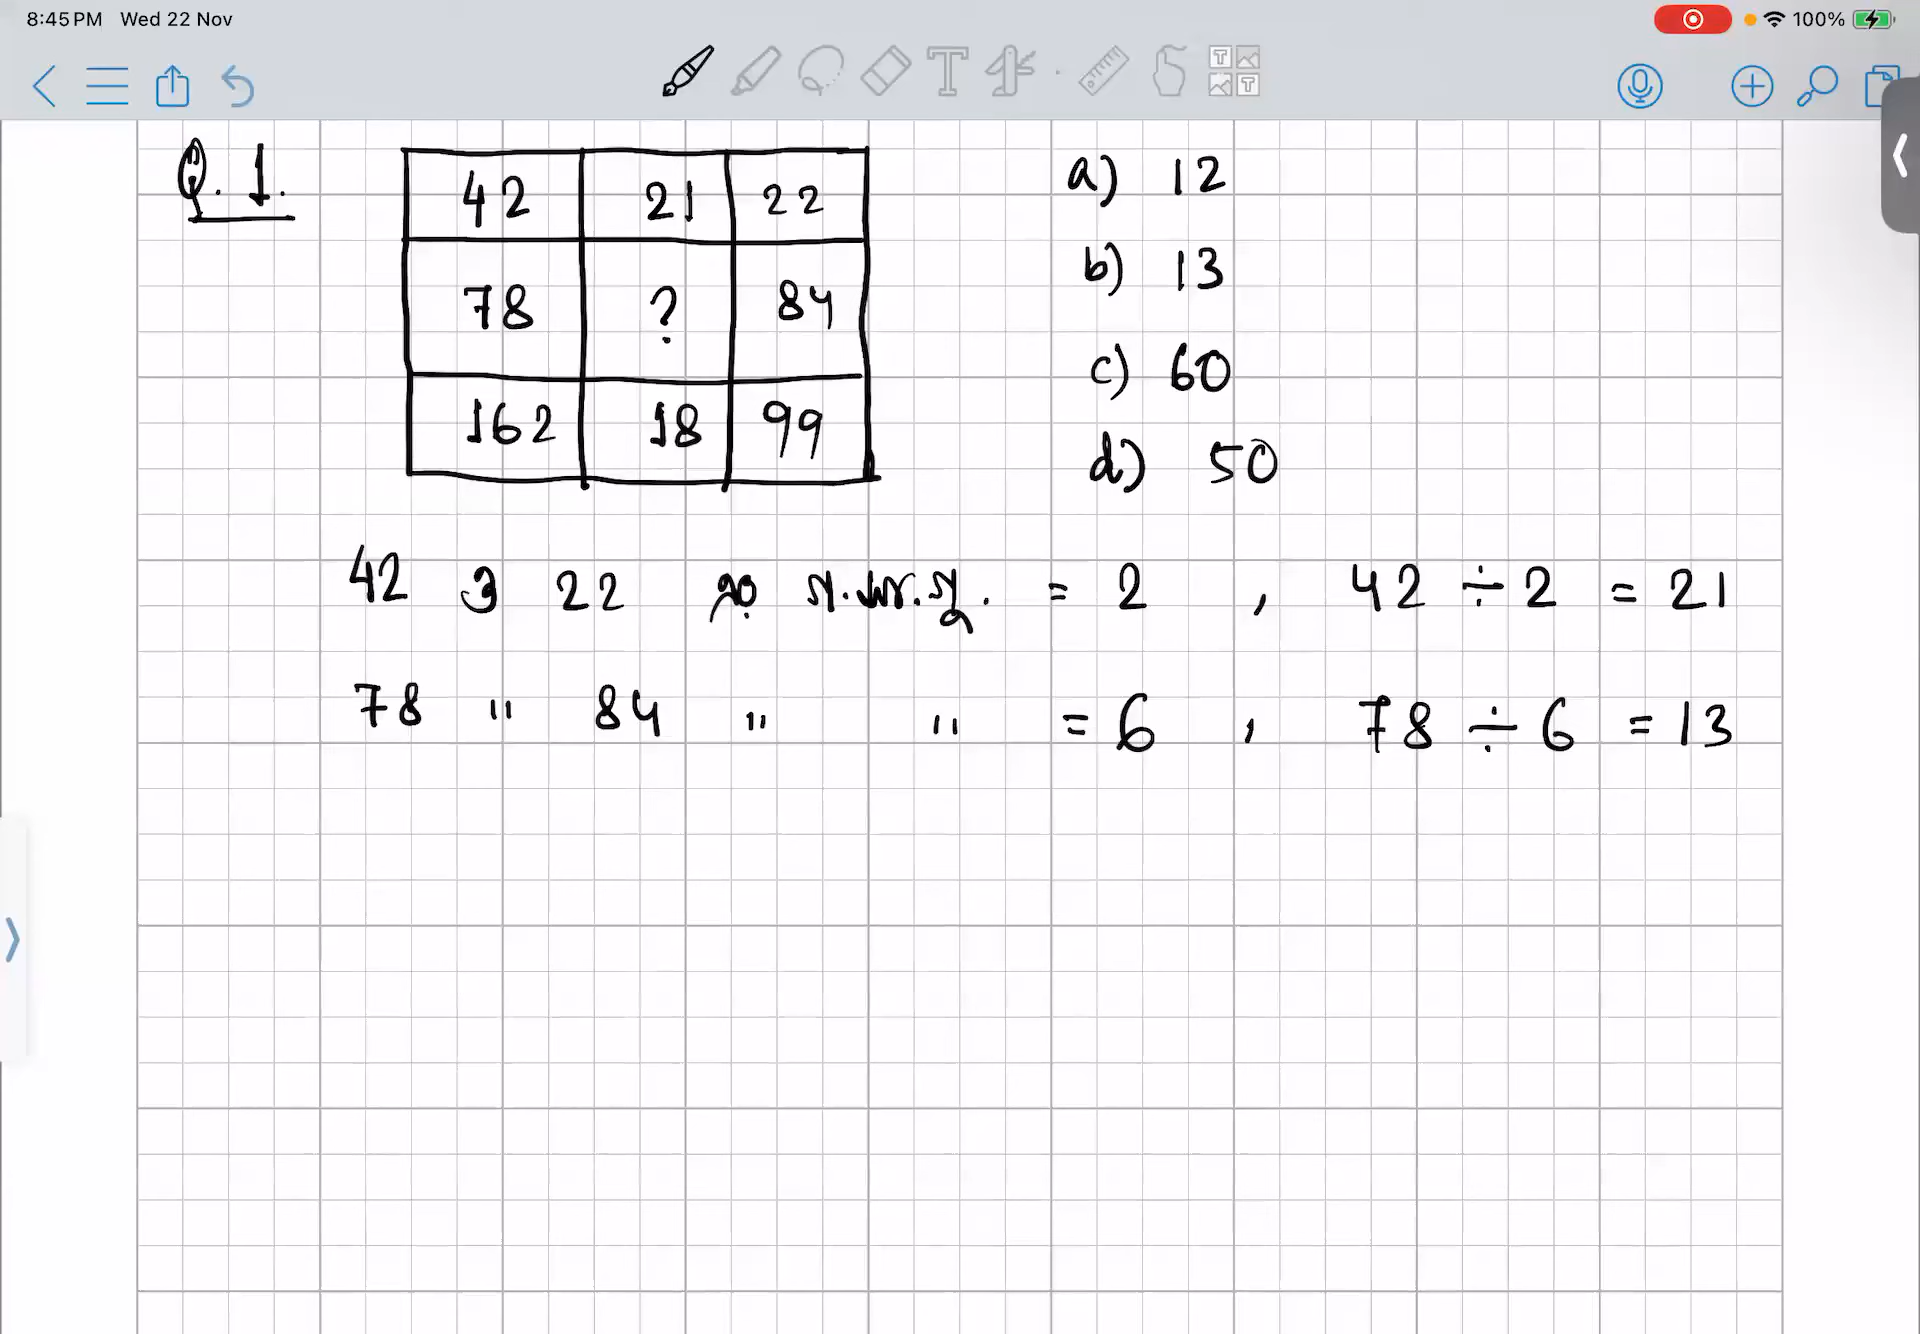 8:45 PM Wed 22 Nov 100%
Q. 1.
42 21 22
78 ? 84
162 18 99
a) 12
b) 13
c) 60
d) 50
42 ও 22 এর গ.সা.গু. = 2 , 42 ÷ 2 = 21
78 " 84 " " = 6 , 78 ÷ 6 = 13